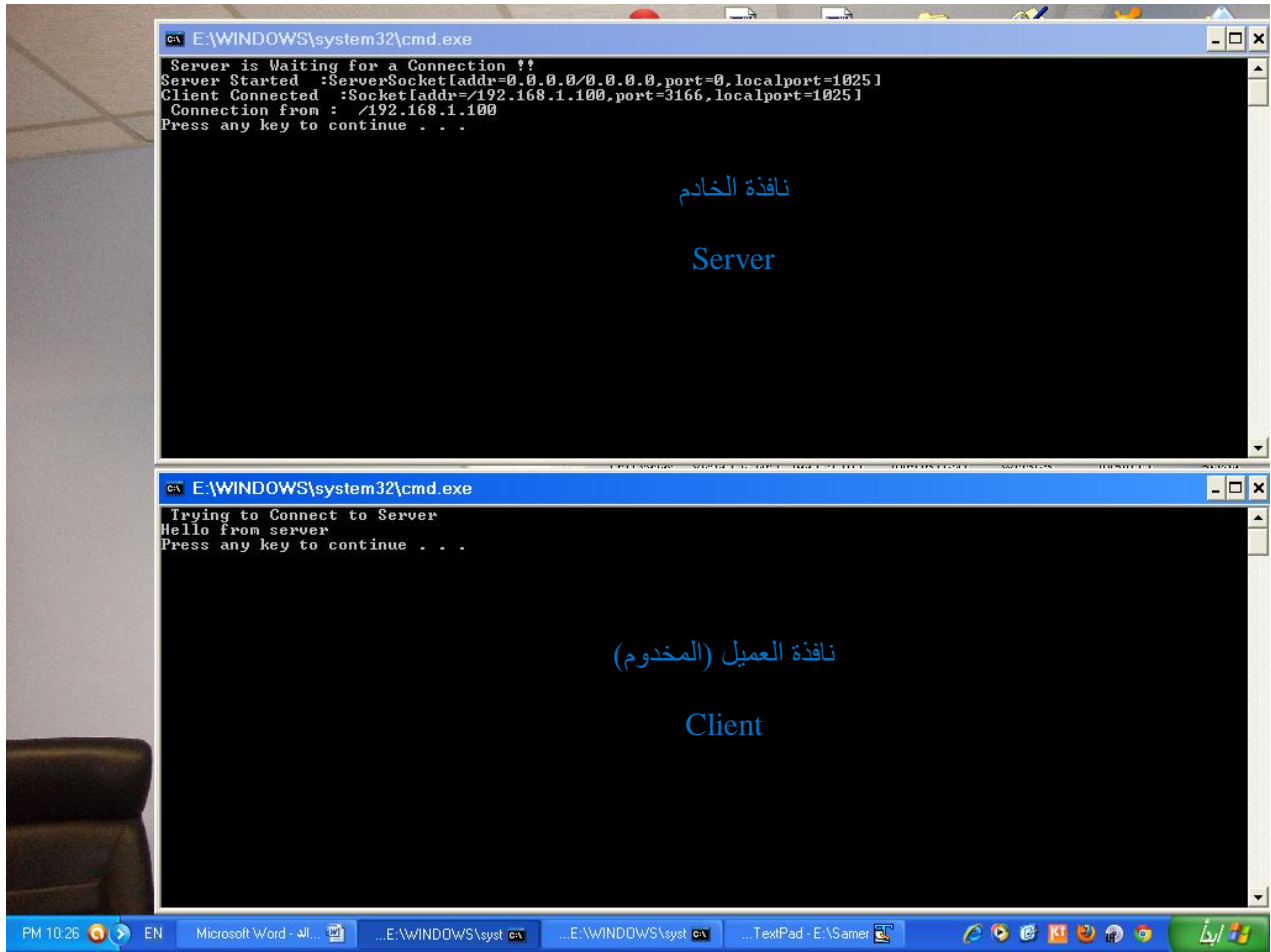 E:\WINDOWS\system32\cmd.exe
Server is Waiting for a Connection !!
Server Started  :ServerSocket[addr=0.0.0.0/0.0.0.0,port=0,localport=1025]
Client Connected  :Socket[addr=/192.168.1.100,port=3166,localport=1025]
Connection from :  /192.168.1.100
Press any key to continue . . .
نافذة الخادم
Server
E:\WINDOWS\system32\cmd.exe
Trying to Connect to Server
Hello from server
Press any key to continue . . .
نافذة العميل (المخدوم)
Client
PM 10:26 EN Microsoft Word - الد... ...E:\WINDOWS\syst ...E:\WINDOWS\syst ...TextPad - E:\Samer ابدأ